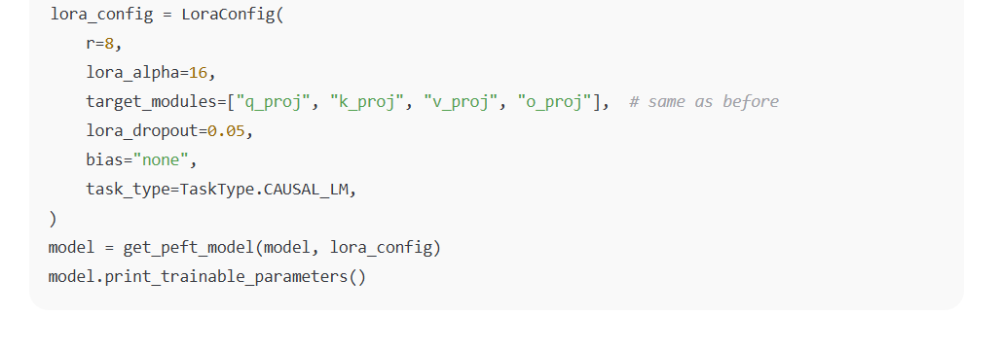 lora_config = LoraConfig(
    r=8,
    lora_alpha=16,
    target_modules=["q_proj", "k_proj", "v_proj", "o_proj"],  # same as before
    lora_dropout=0.05,
    bias="none",
    task_type=TaskType.CAUSAL_LM,
)
model = get_peft_model(model, lora_config)
model.print_trainable_parameters()